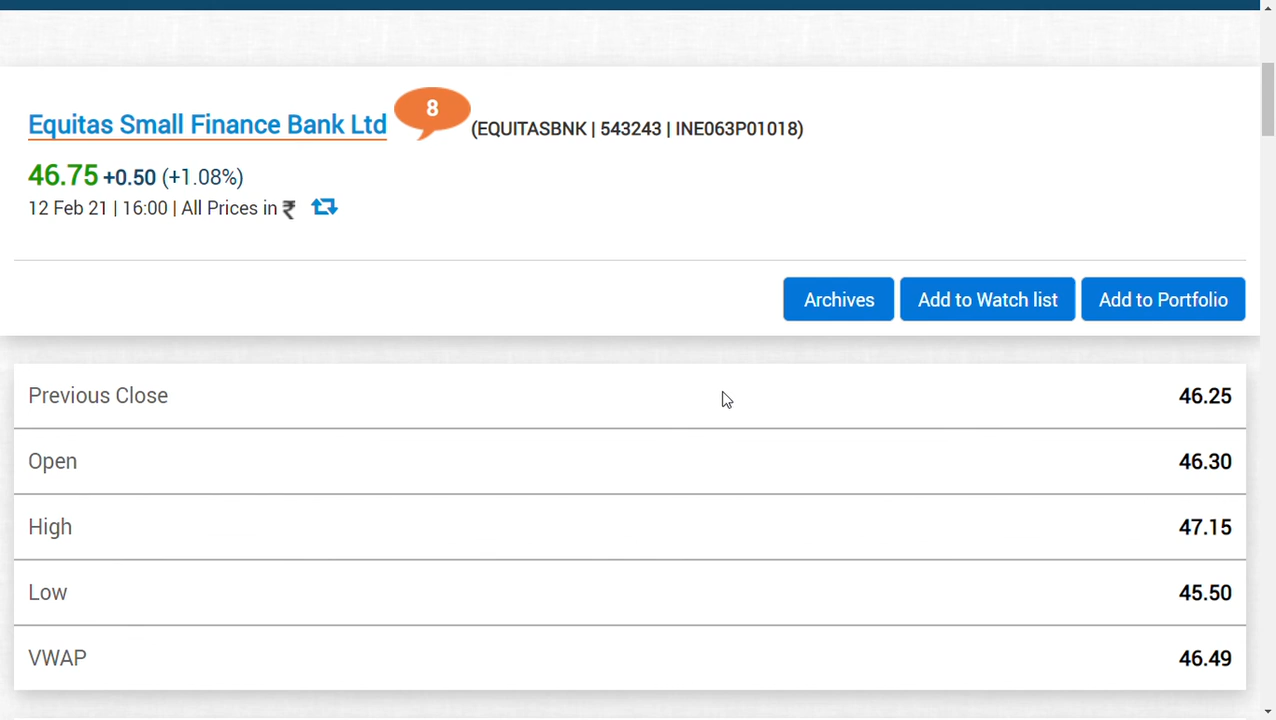 Equitas Small Finance Bank Ltd 8 (EQUITASBNK | 543243 | INE063P01018)
46.75 +0.50 (+1.08%)
12 Feb 21 | 16:00 | All Prices in ₹
Archives Add to Watch list Add to Portfolio
Previous Close 46.25
Open 46.30
High 47.15
Low 45.50
VWAP 46.49